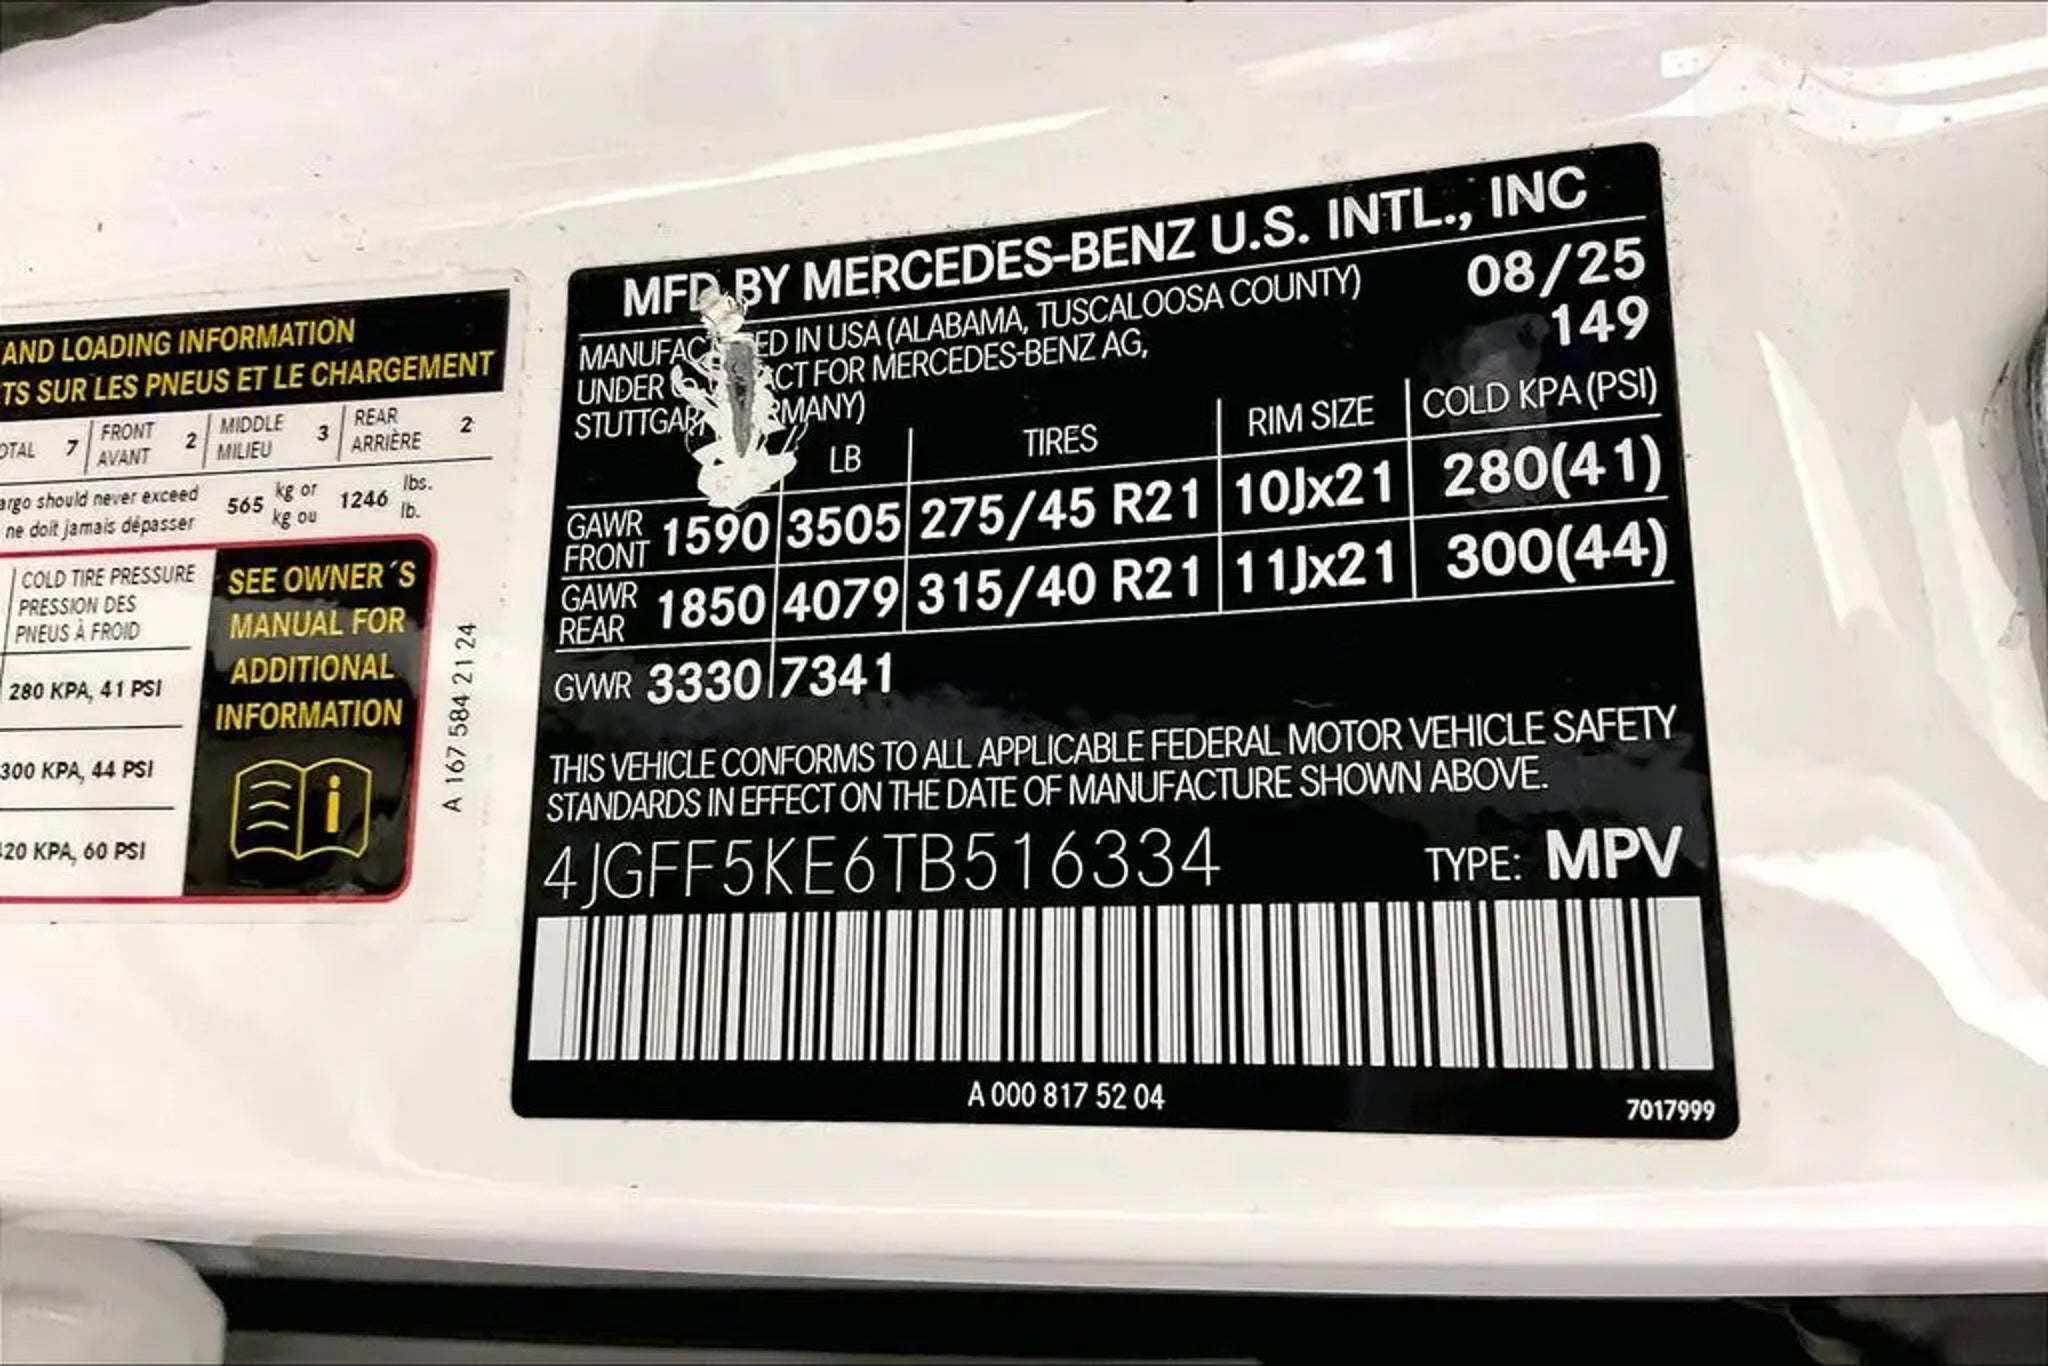 AND LOADING INFORMATION
TS SUR LES PNEUS ET LE CHARGEMENT
OTAL 7 FRONT AVANT 2 MIDDLE MILIEU 3 REAR ARRIÈRE 2
argo should never exceed 565 kg or 1246 lbs.
ne doit jamais dépasser kg ou lb.
COLD TIRE PRESSURE
PRESSION DES
PNEUS À FROID
280 KPA, 41 PSI
300 KPA, 44 PSI
420 KPA, 60 PSI
SEE OWNER´S
MANUAL FOR
ADDITIONAL
INFORMATION
A 167 584 21 24
MFD BY MERCEDES-BENZ U.S. INTL., INC
IN USA (ALABAMA, TUSCALOOSA COUNTY) 08/25
UNDER FOR MERCEDES-BENZ AG, 149
LB TIRES RIM SIZE COLD KPA (PSI)
GAWR FRONT 1590 3505 275/45 R21 10Jx21 280(41)
GAWR REAR 1850 4079 315/40 R21 11Jx21 300(44)
GVWR 3330 7341
THIS VEHICLE CONFORMS TO ALL APPLICABLE FEDERAL MOTOR VEHICLE SAFETY
STANDARDS IN EFFECT ON THE DATE OF MANUFACTURE SHOWN ABOVE.
4JGFF5KE6TB516334 TYPE: MPV
A 000 817 52 04
7017999